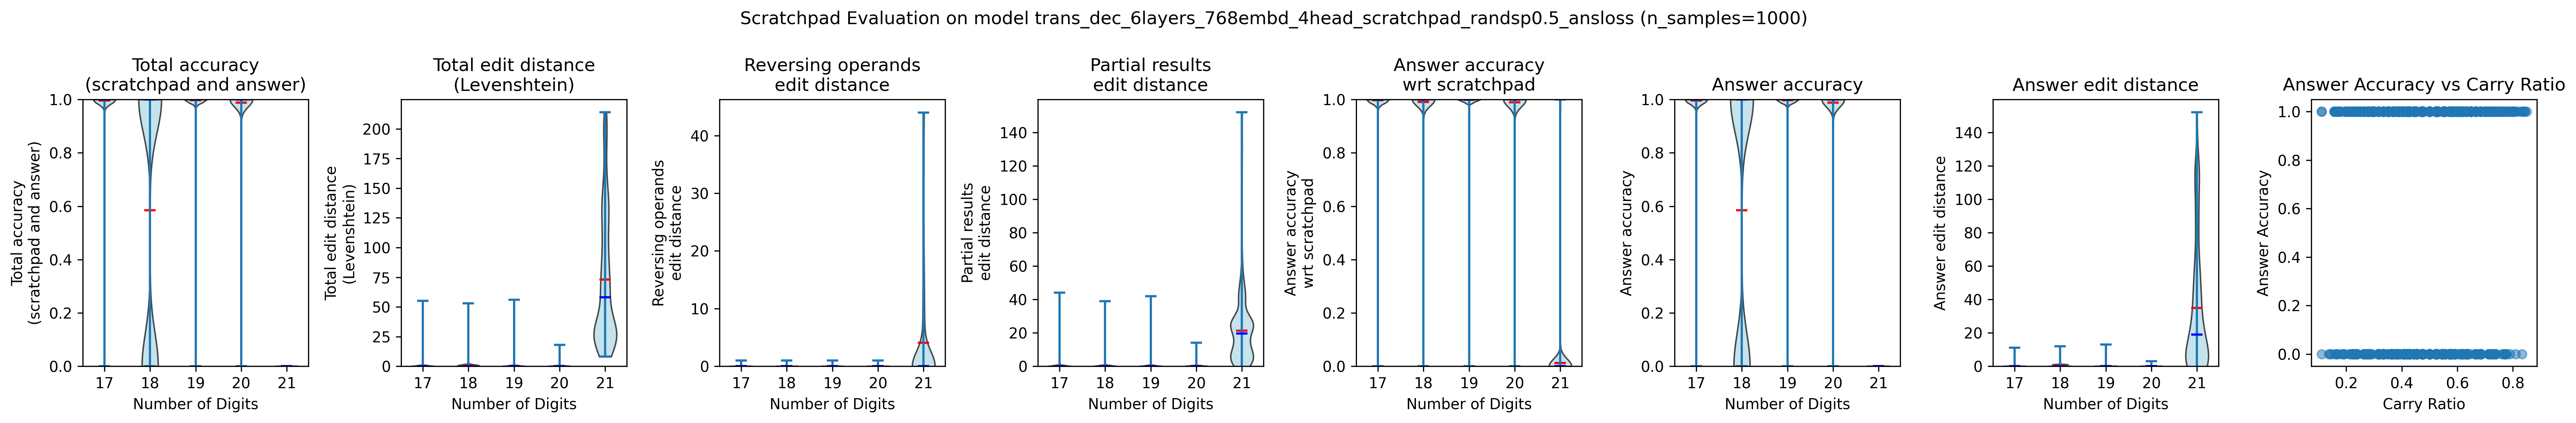 Scratchpad Evaluation on model trans_dec_6layers_768embd_4head_scratchpad_randsp0.5_ansloss (n_samples=1000)
Total accuracy
(scratchpad and answer)
Total accuracy
(scratchpad and answer)
1.0
0.8
0.6
0.4
0.2
0.0
17 18 19 20 21
Number of Digits
Total edit distance
(Levenshtein)
Total edit distance
(Levenshtein)
200
175
150
125
100
75
50
25
0
17 18 19 20 21
Number of Digits
Reversing operands
edit distance
Reversing operands
edit distance
40
30
20
10
0
17 18 19 20 21
Number of Digits
Partial results
edit distance
Partial results
edit distance
140
120
100
80
60
40
20
0
17 18 19 20 21
Number of Digits
Answer accuracy
wrt scratchpad
Answer accuracy
wrt scratchpad
1.0
0.8
0.6
0.4
0.2
0.0
17 18 19 20 21
Number of Digits
Answer accuracy
Answer accuracy
1.0
0.8
0.6
0.4
0.2
0.0
17 18 19 20 21
Number of Digits
Answer edit distance
Answer edit distance
140
120
100
80
60
40
20
0
17 18 19 20 21
Number of Digits
Answer Accuracy vs Carry Ratio
Answer Accuracy
1.0
0.8
0.6
0.4
0.2
0.0
0.2 0.4 0.6 0.8
Carry Ratio